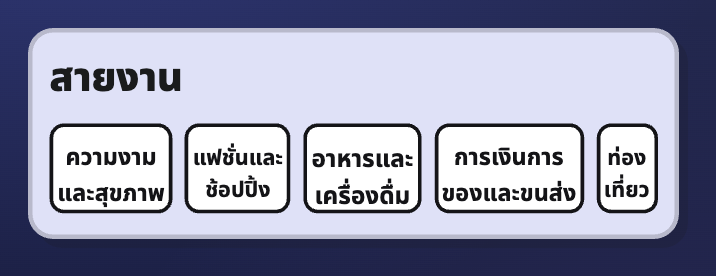 สายงาน
ความงาม
และสุขภาพ
แฟชั่นและ
ช้อปปิ้ง
อาหารและ
เครื่องดื่ม
การเงินการ
ของและขนส่ง
ท่อง
เที่ยว